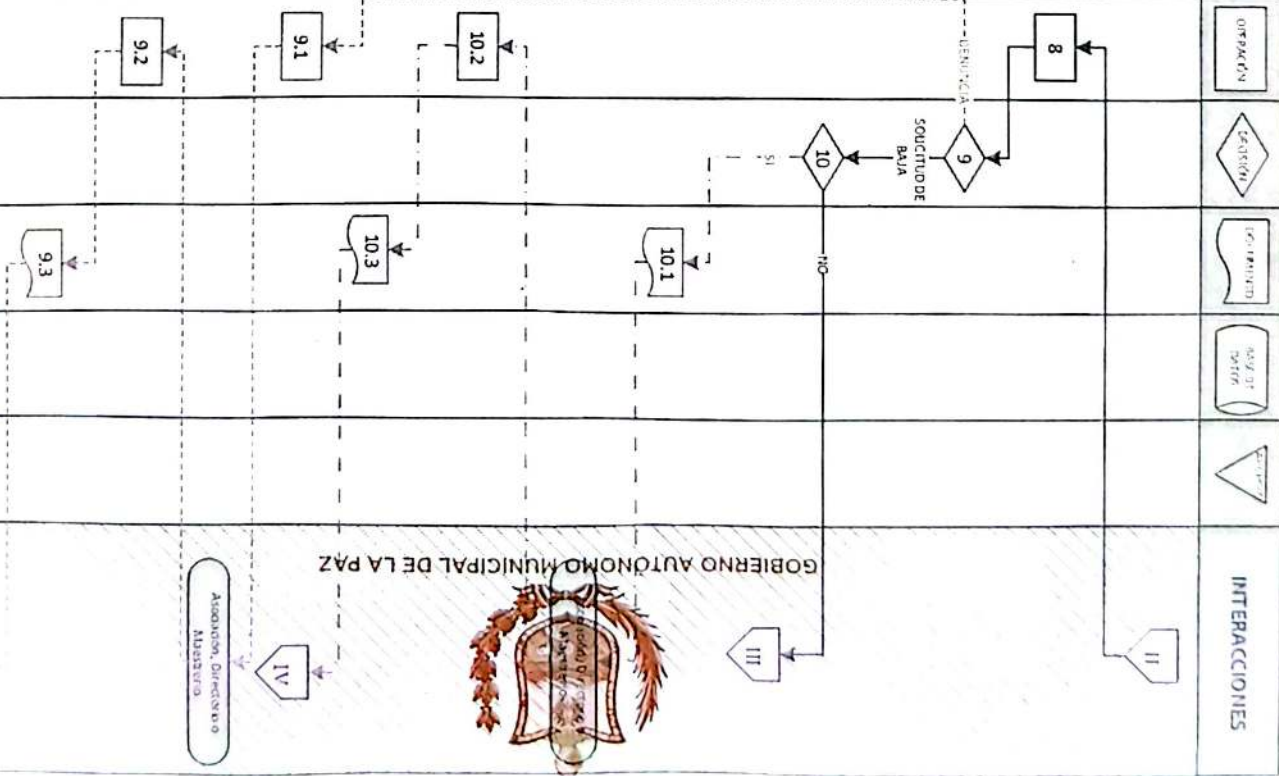 OPERACIÓN
DECISIÓN
DOCUMENTO
BASE DE
DATOS
INTERACCIONES
II
8
9
DENUNCIA
SOLICITUD DE
BAJA
10
SI
NO
III
10.1
10.2
10.3
IV
9.1
Asociación, Directorio o
Maestrerio
9.2
9.3
GOBIERNO AUTÓNOMO MUNICIPAL DE LA PAZ